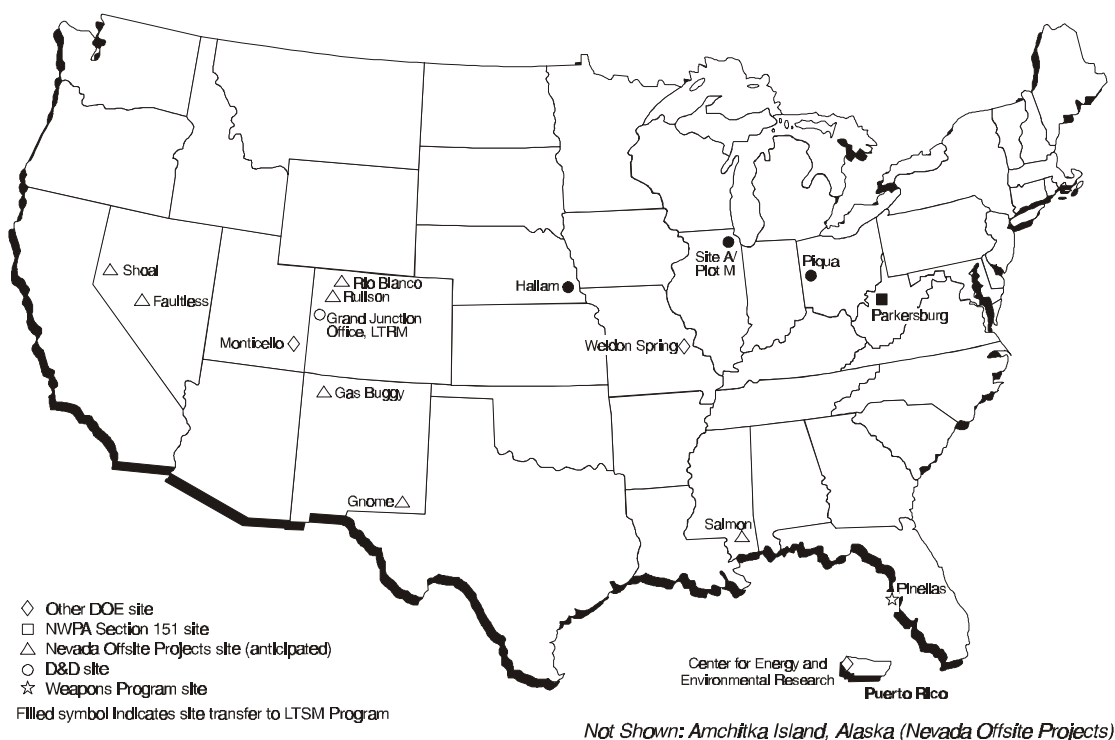 Shoal
Faultless
Rio Blanco
Rulison
Grand Junction
Office, LTRM
Monticello
Gas Buggy
Gnome
Hallam
Weldon Spring
Site A/
Plot M
Piqua
Parkersburg
Salmon
Pinellas
Center for Energy and
Environmental Research
Puerto Rico
Other DOE site
NWPA Section 151 site
Nevada Offsite Projects site (anticipated)
D&D site
Weapons Program site
Filled symbol indicates site transfer to LTSM Program
Not Shown: Amchitka Island, Alaska (Nevada Offsite Projects)